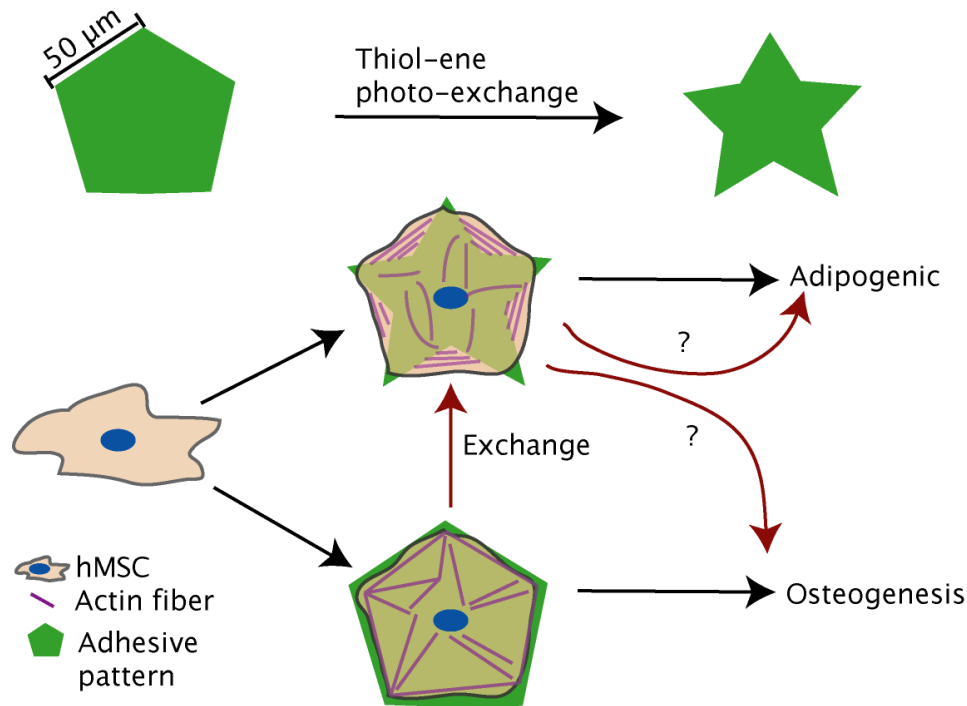 50 µm
Thiol-ene
photo-exchange
Adipogenic
?
?
Exchange
hMSC
Actin fiber
Adhesive
pattern
Osteogenesis